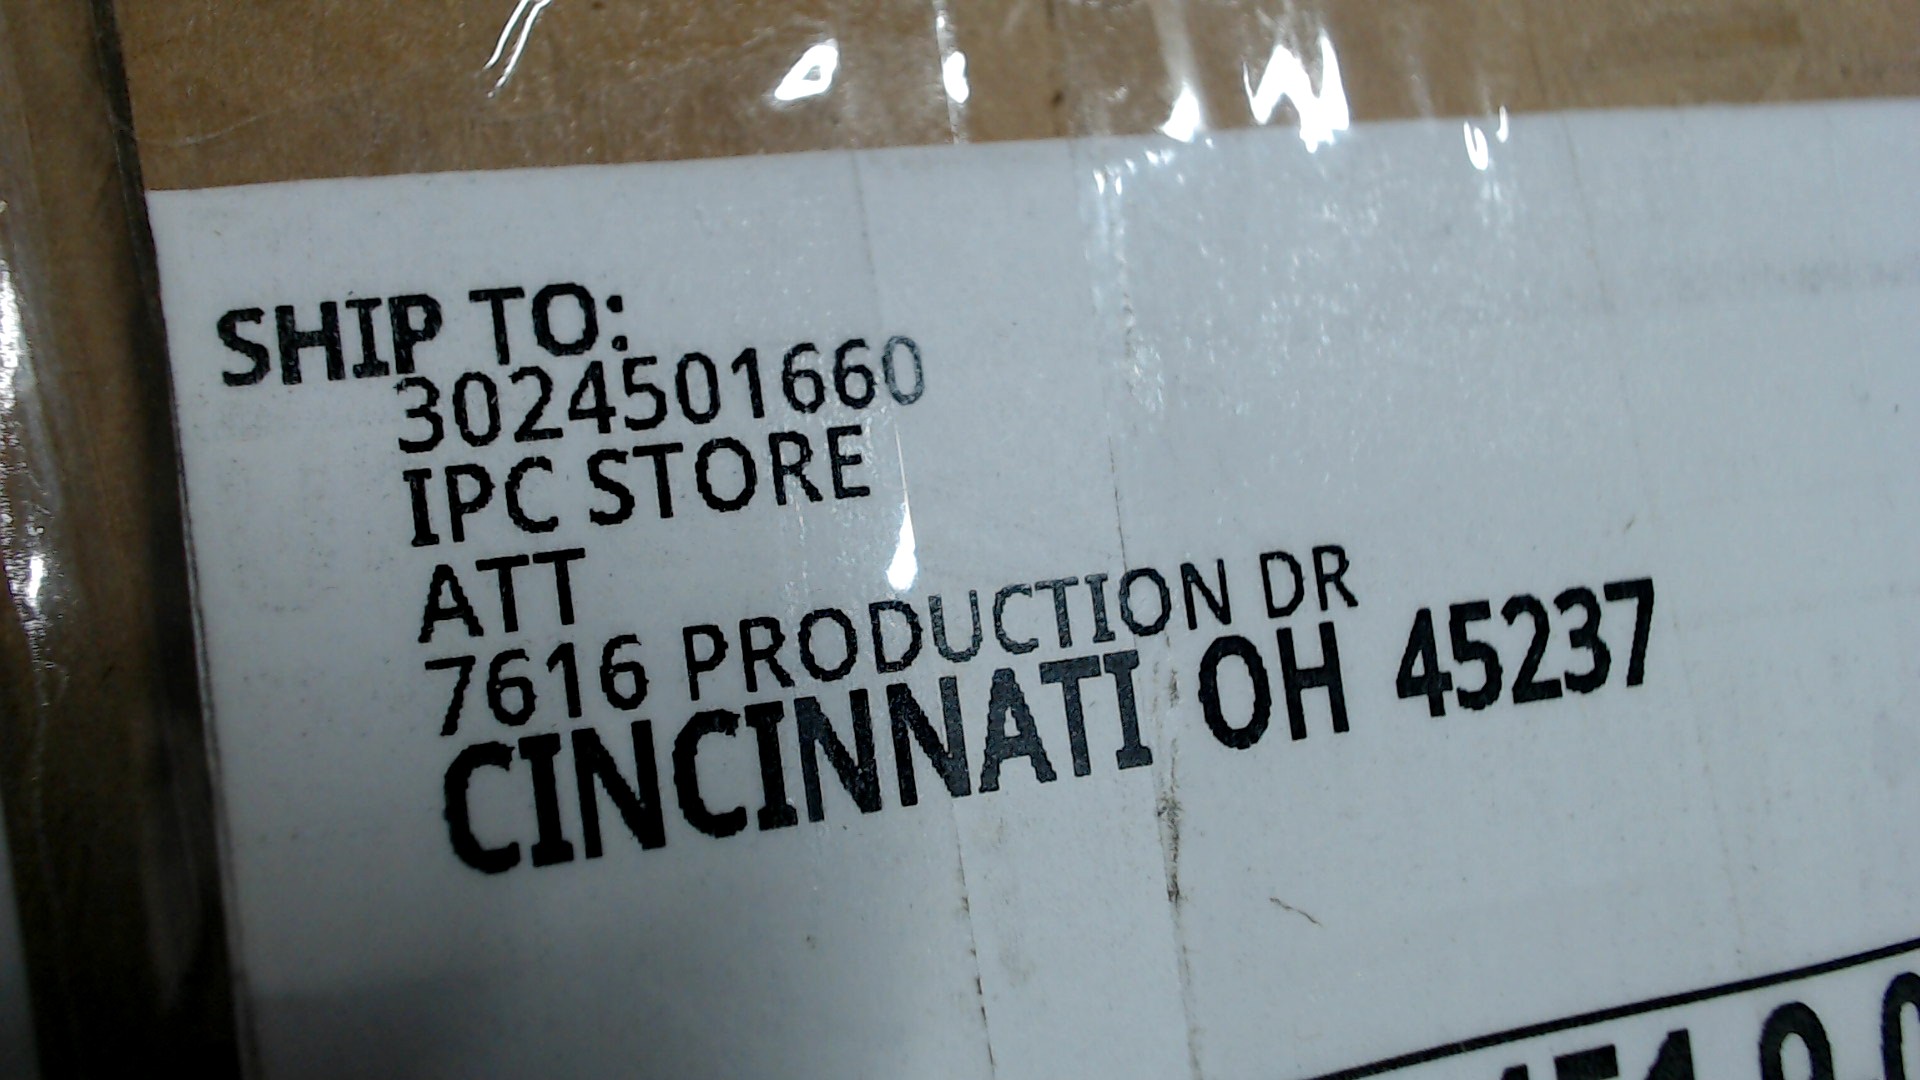 SHIP TO:
3024501660
IPC STORE
ATT
7616 PRODUCTION DR
CINCINNATI OH 45237